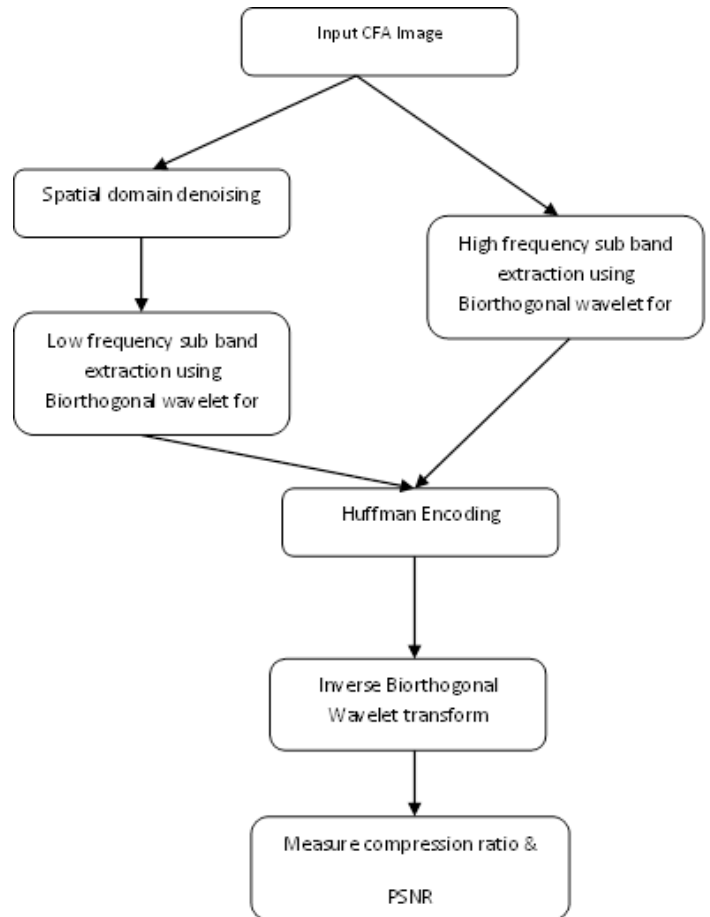 Input CFA Image
Spatial domain denoising
High frequency sub band
extraction using
Biorthogonal wavelet for
Low frequency sub band
extraction using
Biorthogonal wavelet for
Huffman Encoding
Inverse Biorthogonal
Wavelet transform
Measure compression ratio &
PSNR